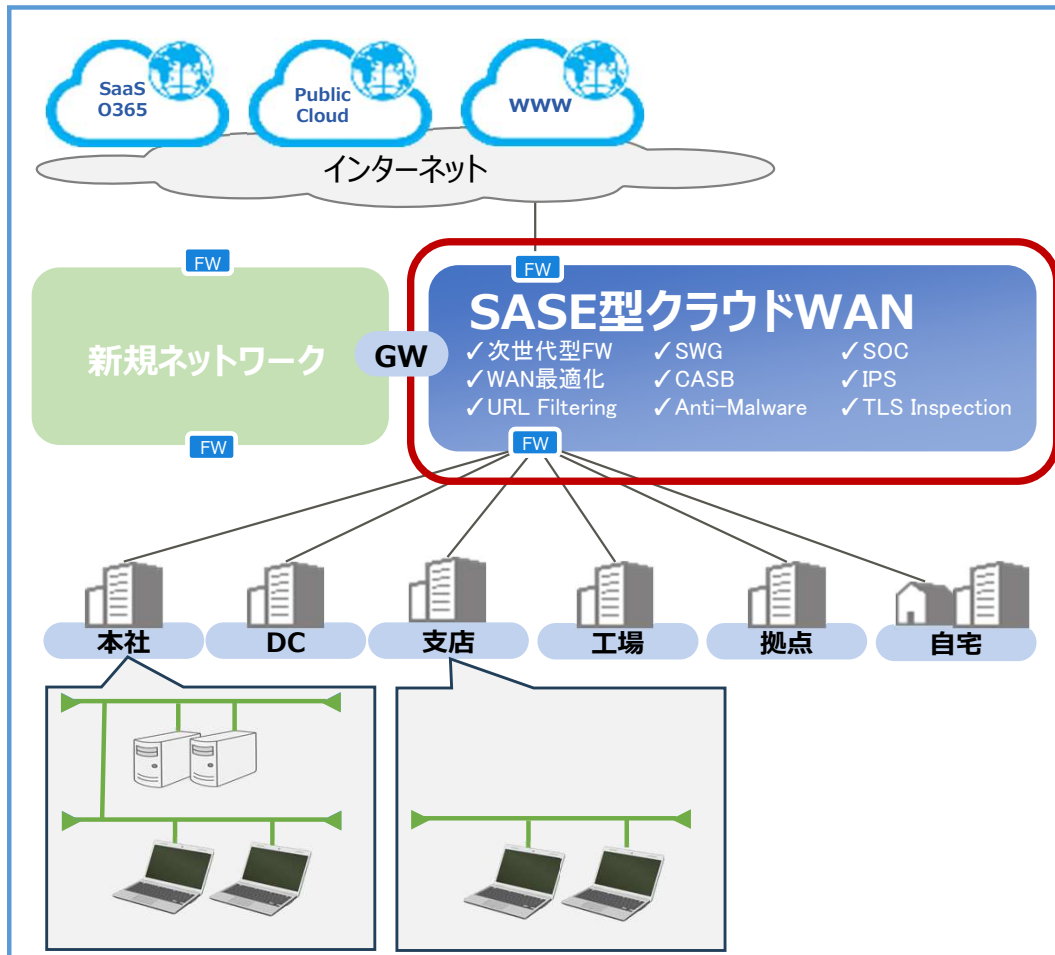 SaaS
O365
Public
Cloud
www
インターネット
FW
FW
新規ネットワーク
GW
SASE型クラウドWAN
✓次世代型FW
✓SWG
✓SOC
✓WAN最適化
✓CASB
✓IPS
✓URL Filtering
✓Anti-Malware
✓TLS Inspection
FW
FW
本社
DC
支店
工場
拠点
自宅